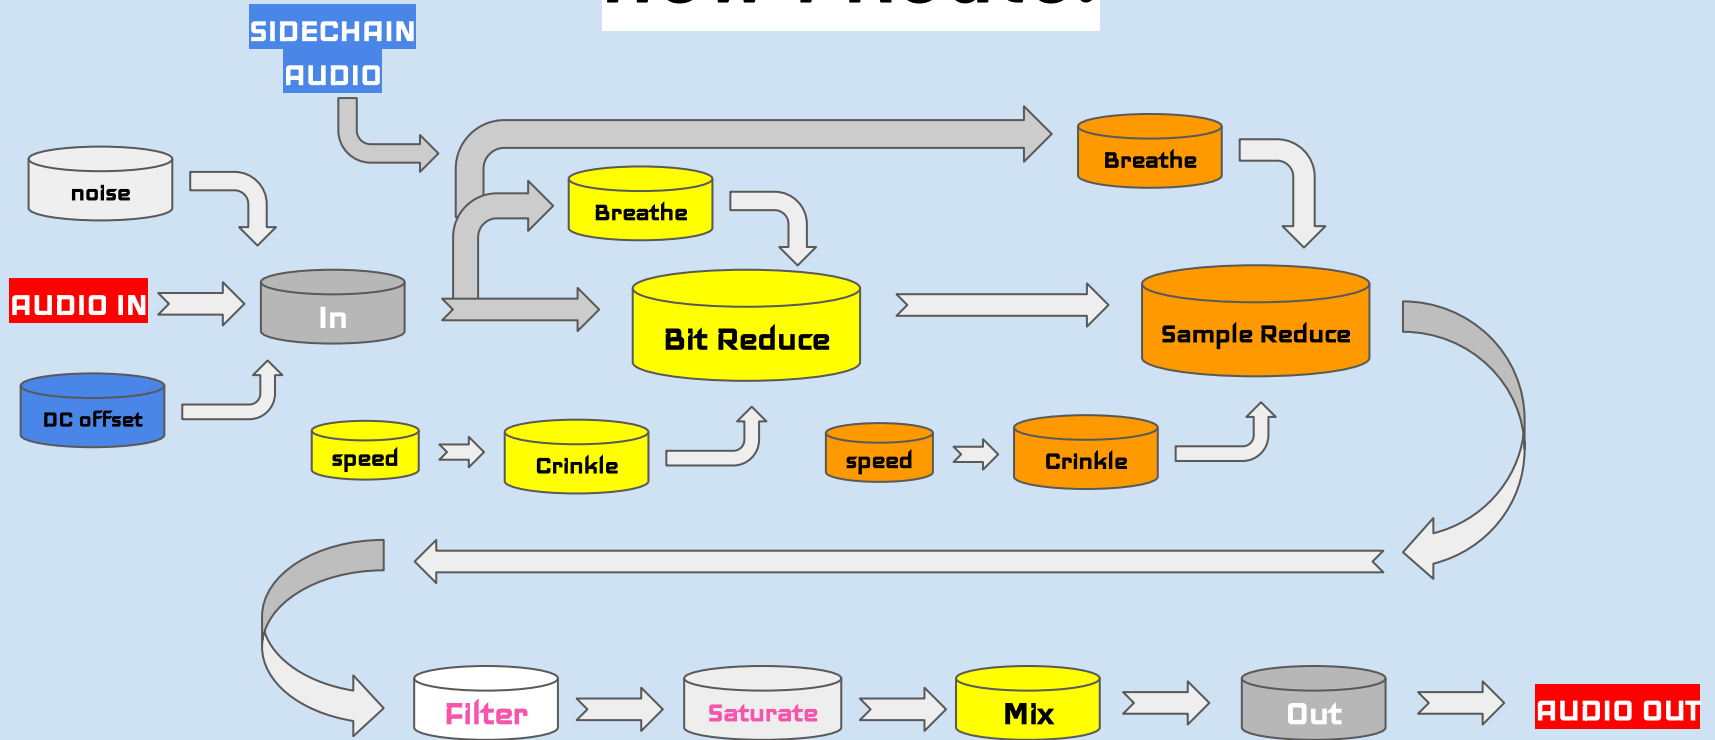 SIDECHAIN
AUDIO
noise
Breathe
Breathe
AUDIO IN
In
Bit Reduce
Sample Reduce
DC offset
speed
Crinkle
speed
Crinkle
Filter
Saturate
Mix
Out
AUDIO OUT